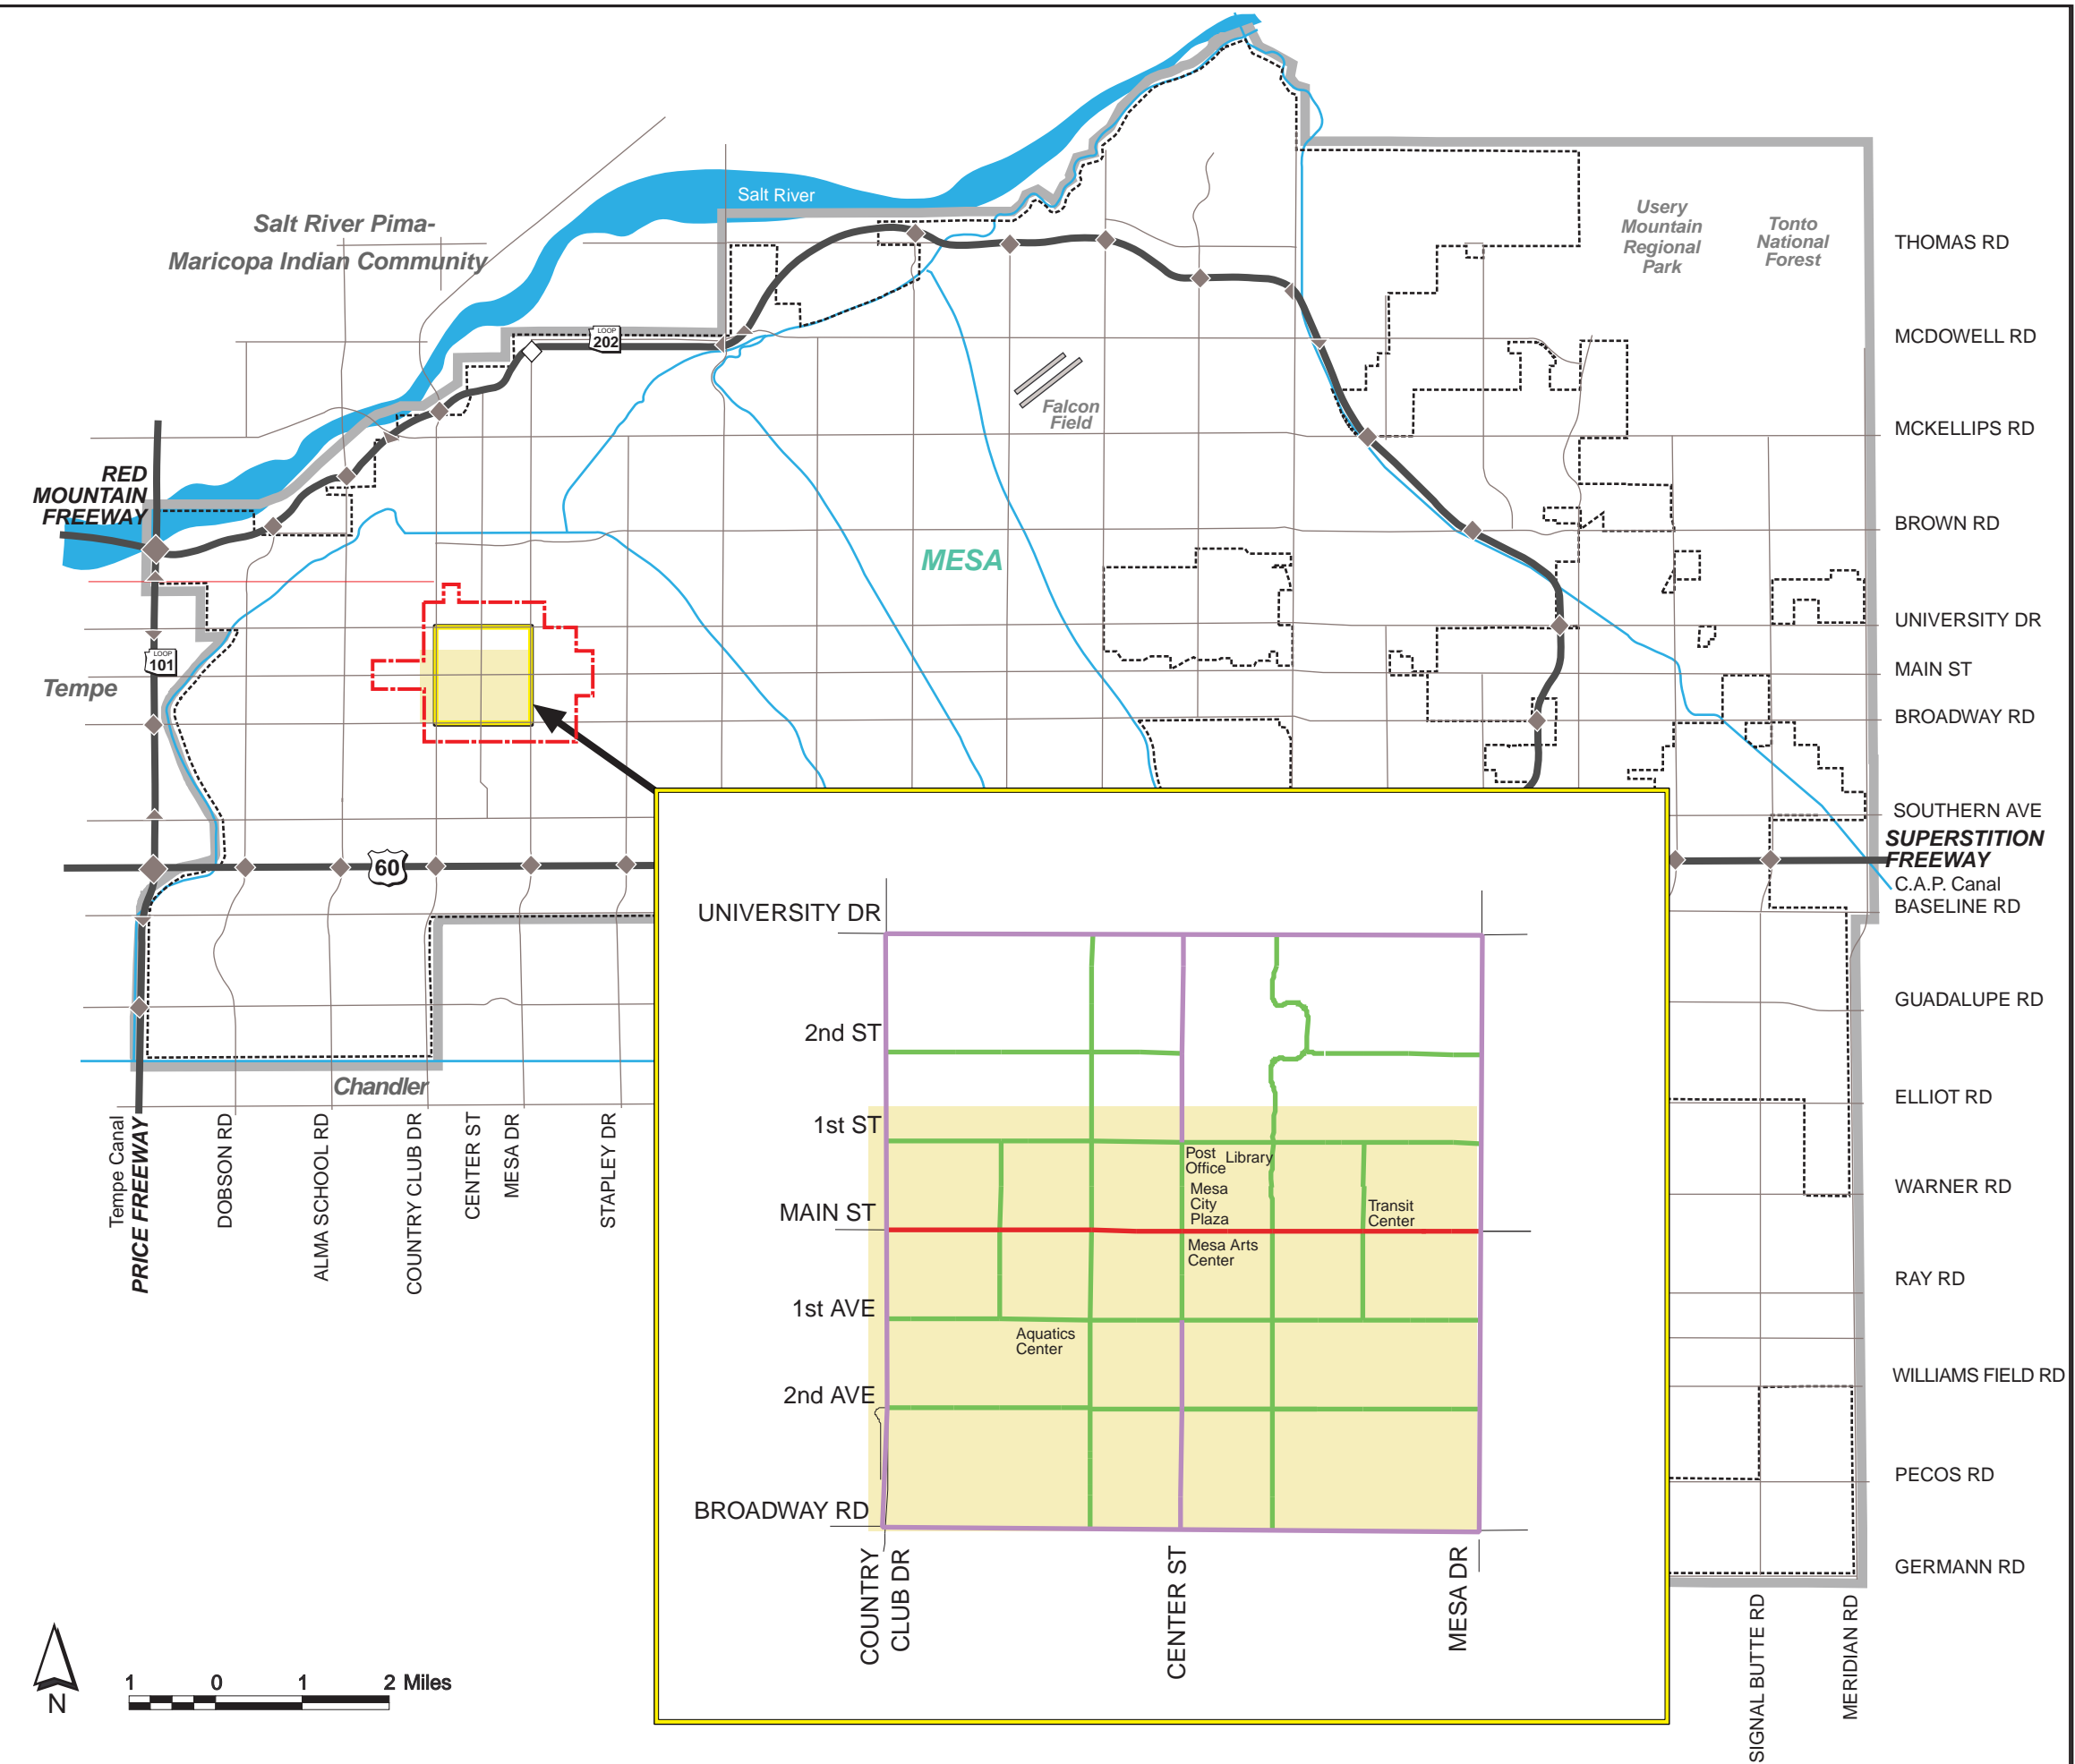 Salt River
Salt River Pima-
Maricopa Indian Community
Usery
Mountain
Regional
Park
Tonto
National
Forest
THOMAS RD
LOOP
202
MCDOWELL RD
Falcon
Field
MCKELLIPS RD
RED
MOUNTAIN
FREEWAY
BROWN RD
MESA
UNIVERSITY DR
LOOP
101
MAIN ST
Tempe
BROADWAY RD
SOUTHERN AVE
SUPERSTITION
FREEWAY
60
C.A.P. Canal
BASELINE RD
GUADALUPE RD
Chandler
ELLIOT RD
WARNER RD
RAY RD
WILLIAMS FIELD RD
PECOS RD
GERMANN RD
Tempe Canal
PRICE FREEWAY
DOBSON RD
ALMA SCHOOL RD
COUNTRY CLUB DR
CENTER ST
MESA DR
STAPLEY DR
UNIVERSITY DR
2nd ST
1st ST
Post
Office
Library
Mesa
City
Plaza
Transit
Center
MAIN ST
Mesa Arts
Center
1st AVE
Aquatics
Center
2nd AVE
BROADWAY RD
COUNTRY
CLUB DR
CENTER ST
MESA DR
SIGNAL BUTTE RD
MERIDIAN RD
N
1 0 1 2 Miles